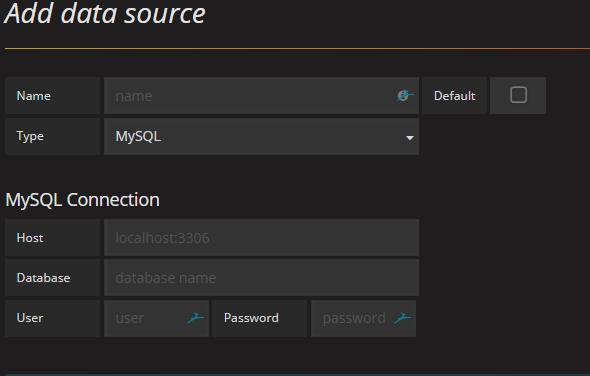 Add data source
Name name Default
Type MySQL
MySQL Connection
Host localhost:3306
Database database name
User user Password password